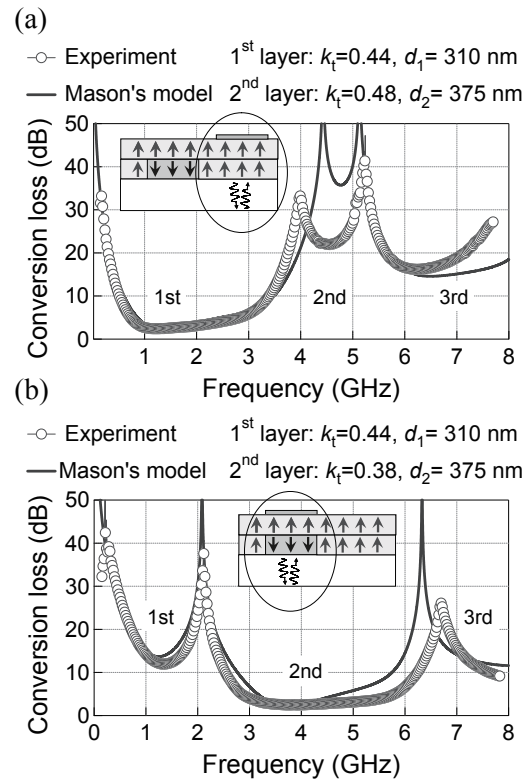 (a)
Experiment 1st layer: kt=0.44, d1= 310 nm
Mason's model 2nd layer: kt=0.48, d2= 375 nm
50
40
30
20
10
0
Conversion loss (dB)
1st
2nd
3rd
0 1 2 3 4 5 6 7 8
Frequency (GHz)
(b)
Experiment 1st layer: kt=0.44, d1= 310 nm
Mason's model 2nd layer: kt=0.38, d2= 375 nm
50
40
30
20
10
0
Conversion loss (dB)
1st
2nd
3rd
0 1 2 3 4 5 6 7 8
Frequency (GHz)